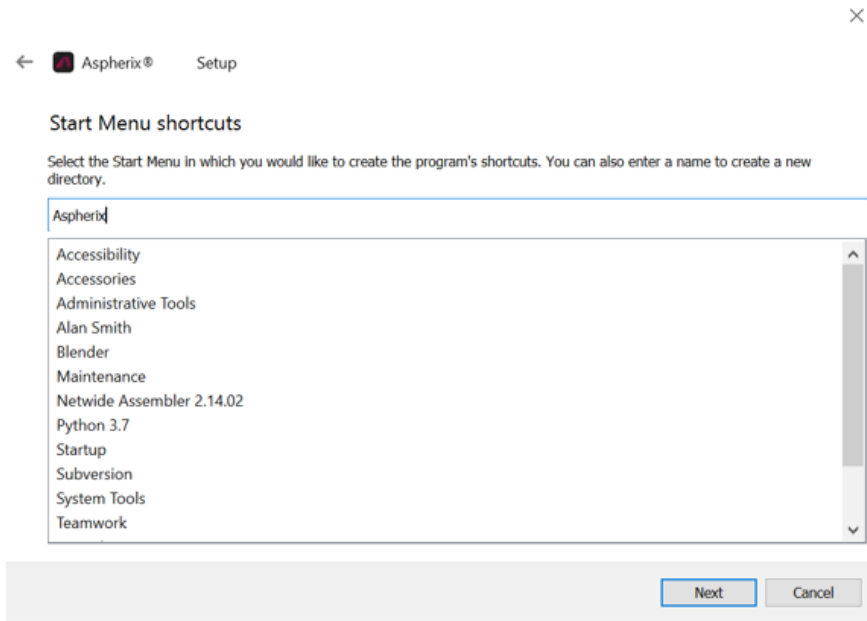 Aspherix® Setup
Start Menu shortcuts
Select the Start Menu in which you would like to create the program's shortcuts. You can also enter a name to create a new
directory.
Aspherix
Accessibility
Accessories
Administrative Tools
Alan Smith
Blender
Maintenance
Netwide Assembler 2.14.02
Python 3.7
Startup
Subversion
System Tools
Teamwork
Next Cancel